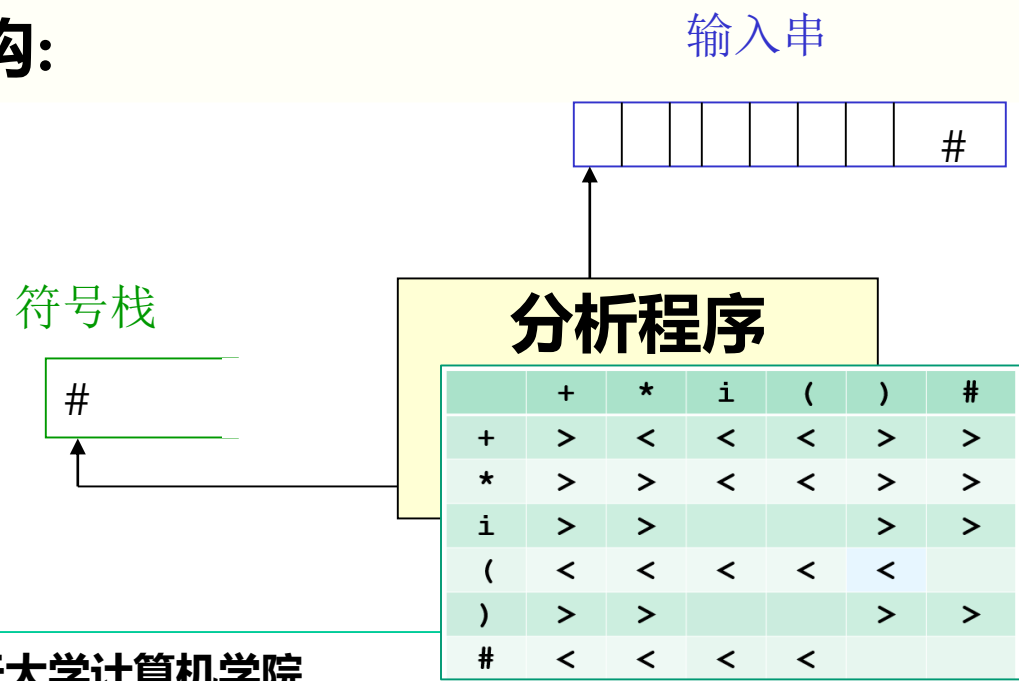 构:
输入串
#
符号栈
#
分析程序
+ * i ( ) #
+ > < < < > >
* > > < < > >
i > > > >
( < < < < <
) > > > >
# < < < <
大学计算机学院